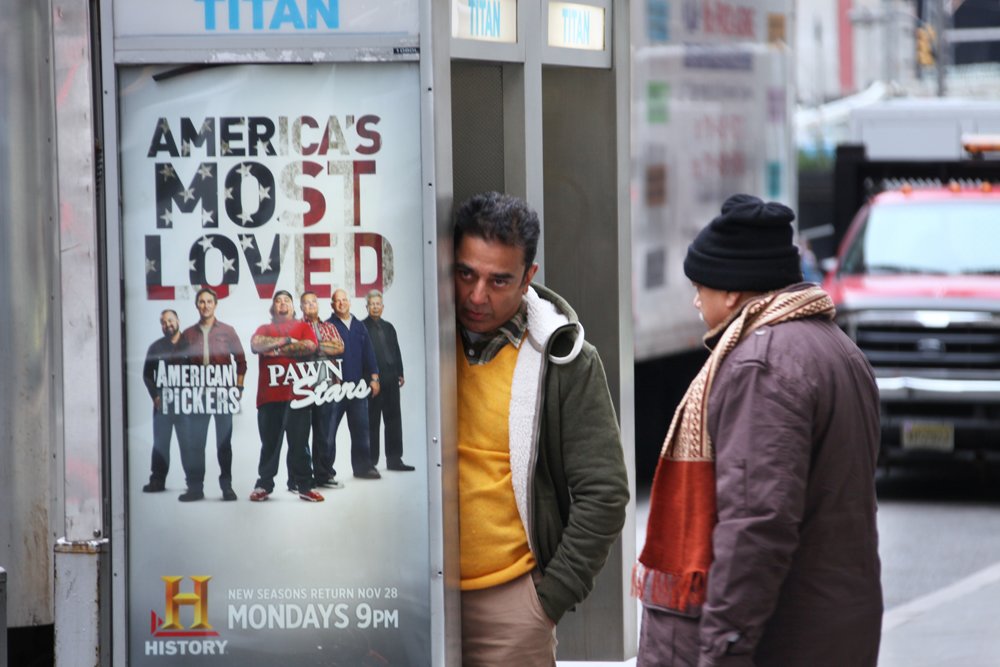 TITAN
TITAN
TITAN
AMERICA'S
MOST
LOVED
AMERICAN
PICKERS
PAWN
Stars
H
HISTORY
NEW SEASONS RETURN NOV 28
MONDAYS 9PM